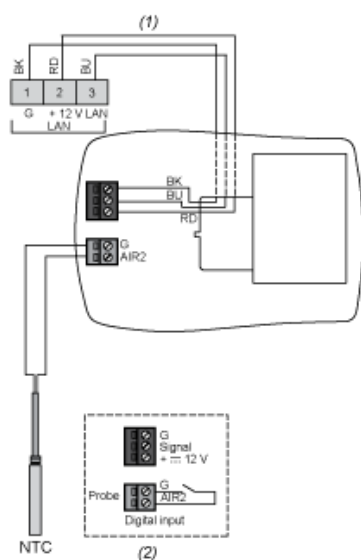 (1)
BK
RD
BU
1
2
3
G
+ 12 V
LAN
LAN
BK
BU
RD
G
AIR2
G
Signal
+ ⎓ 12 V
Probe
G
AIR2
Digital input
NTC
(2)